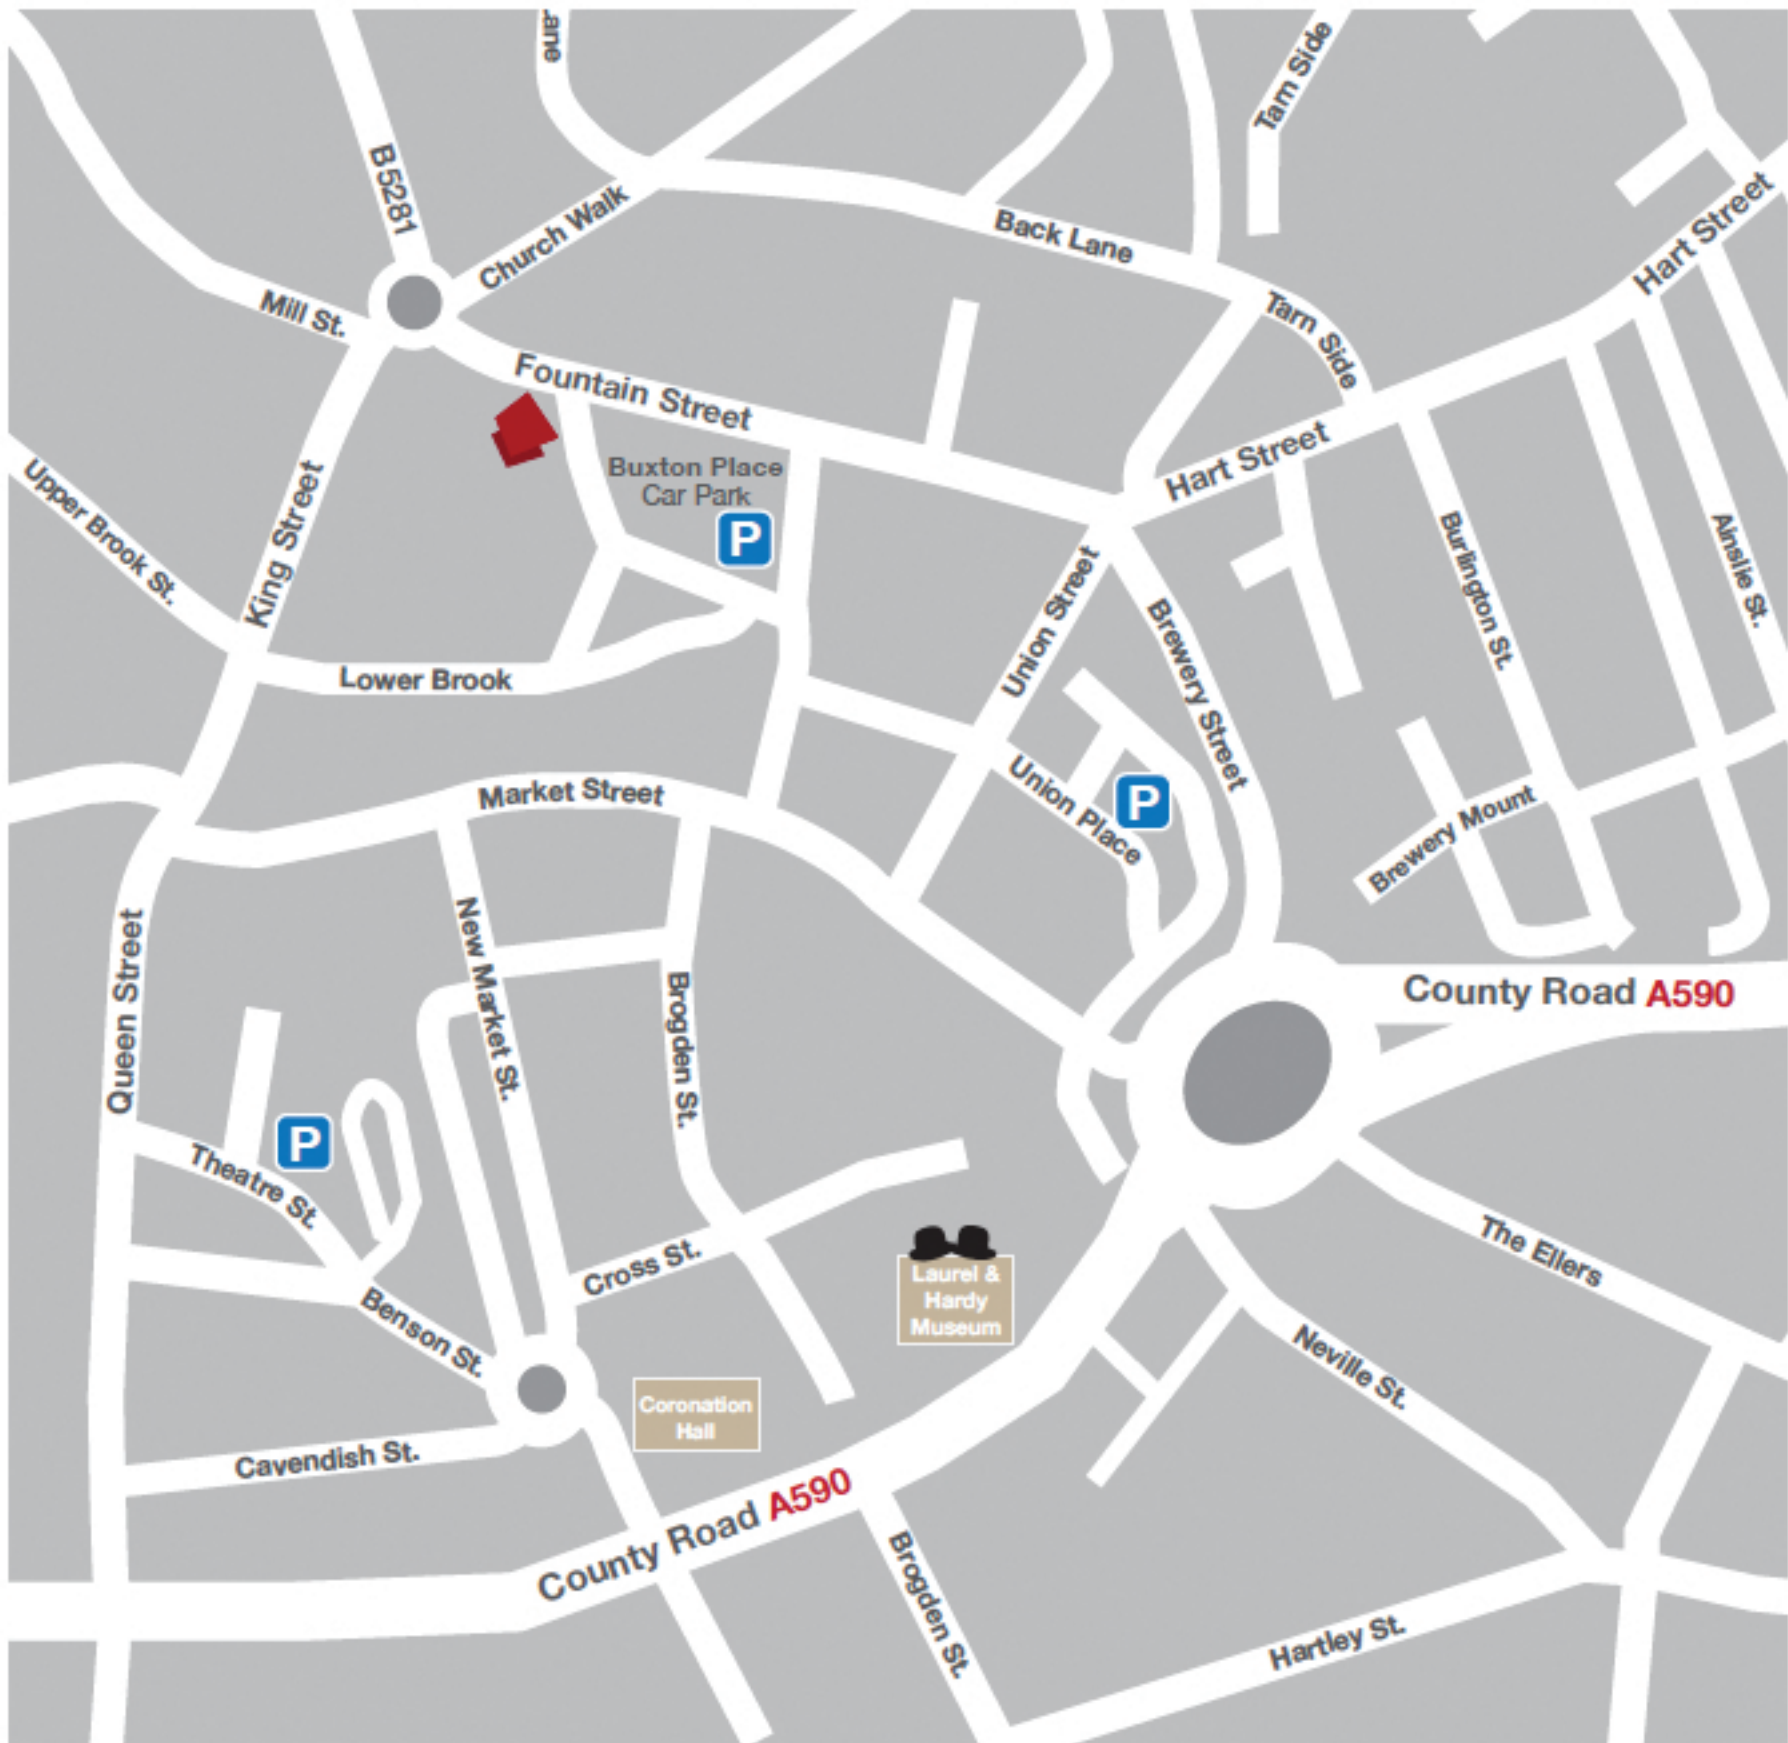 ane
Tarn Side
B5281
Church Walk
Hart Street
Back Lane
Mill St.
Tarn Side
Fountain Street
Hart Street
Buxton Place
Car Park
P
Upper Brook St.
King Street
Burlington St.
Ainslie St.
Union Street
Brewery Street
Lower Brook
Market Street
Union Place
P
Brewery Mount
Queen Street
New Market St.
Brogden St.
County Road A590
Theatre St.
P
Cross St.
Laurel &
Hardy
Museum
The Ellers
Benson St.
Neville St.
Coronation
Hall
Cavendish St.
County Road A590
Brogden St.
Hartley St.